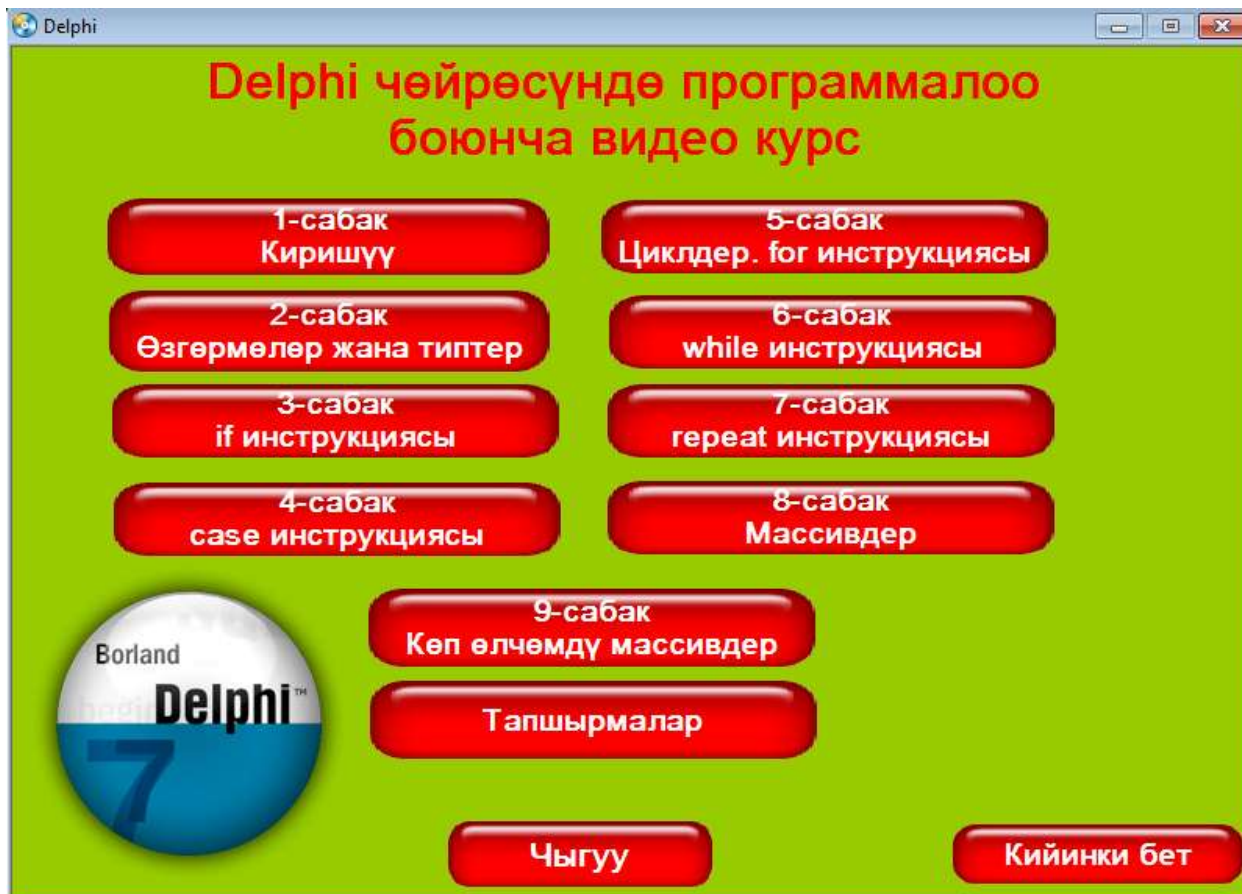 Delphi
Delphi чөйрөсүндө программалоо
боюнча видео курс
1-сабак
Киришүү
2-сабак
Өзгөрмөлөр жана типтер
3-сабак
if инструкциясы
4-сабак
case инструкциясы
5-сабак
Циклдер. for инструкциясы
6-сабак
while инструкциясы
7-сабак
repeat инструкциясы
8-сабак
Массивдер
9-сабак
Көп өлчөмдү массивдер
Тапшырмалар
Borland
Delphi™
7
Чыгуу
Кийинки бет